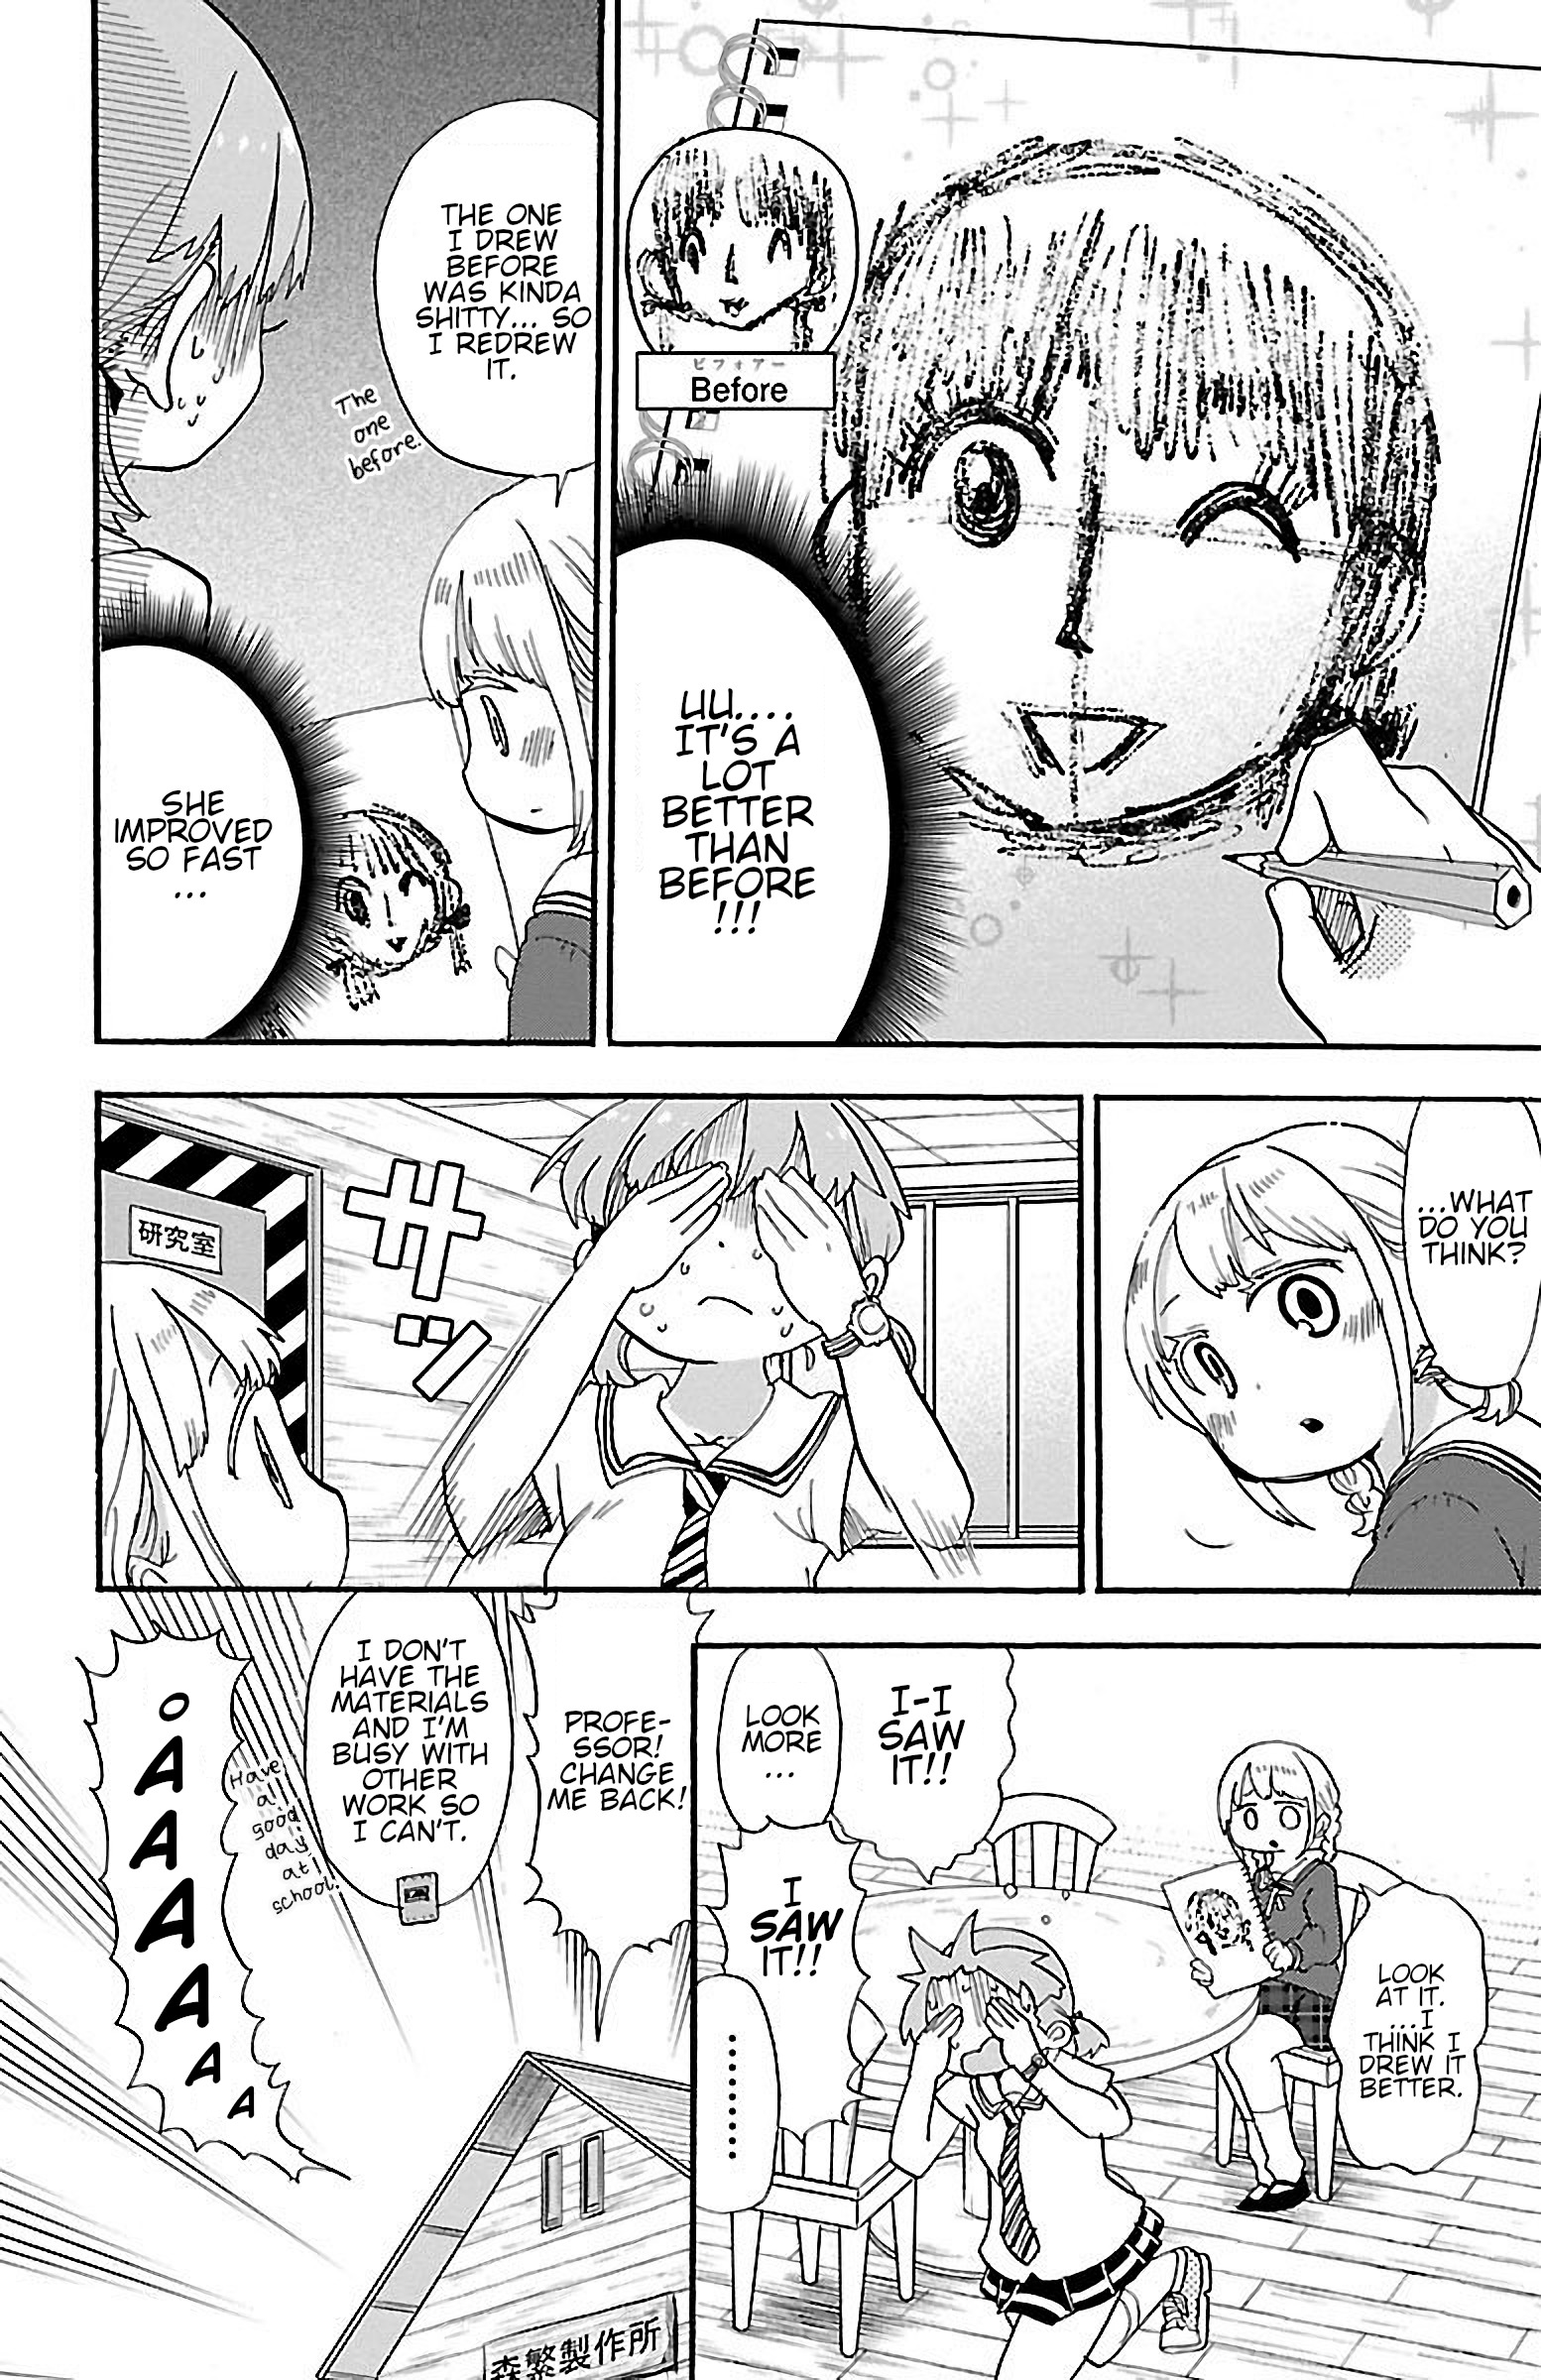 ビフォアー
Before
UU....
IT'S A
LOT
BETTER
THAN
BEFORE
!!!
THE ONE
I DREW
BEFORE
WAS KINDA
SHITTY... SO
I REDREW
IT.
The
one
before.
SHE
IMPROVED
SO FAST
...
...WHAT
DO YOU
THINK?
サッ
研究室
LOOK
AT IT.
...I
THINK I
DREW IT
BETTER.
I-I
SAW
IT!!
LOOK
MORE
...
I
SAW
IT!!
.........
PROFE-
SSOR!
CHANGE
ME BACK!
I DON'T
HAVE THE
MATERIALS
AND I'M
BUSY WITH
OTHER
WORK SO
I CAN'T.
Have
a
good
day
at
school.
OAAAAAA
森繁製作所